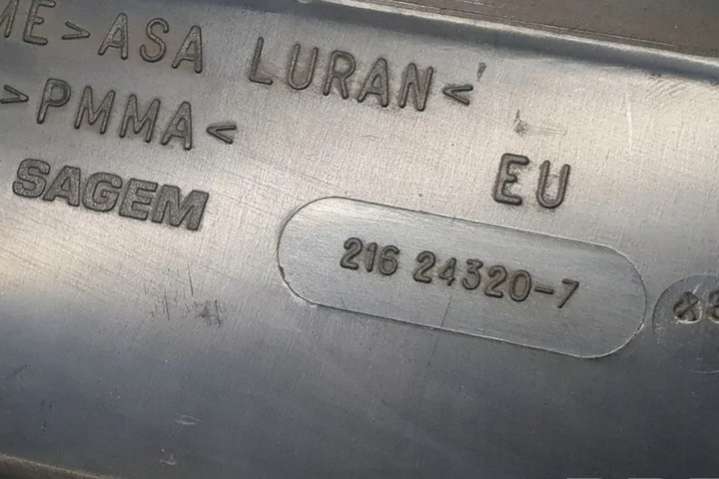 ME>ASA LURAN<
>PMMA<
SAGEM
EU
216 24320-7